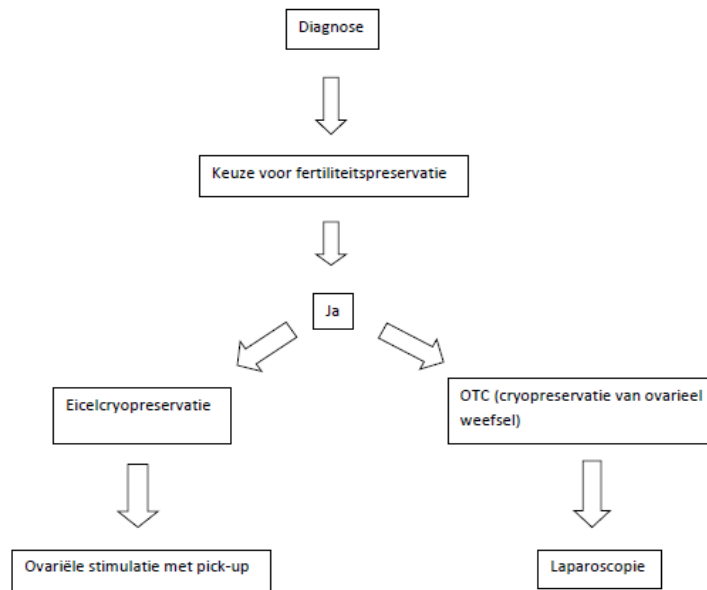 Diagnose
Keuze voor fertiliteitspreservatie
Ja
Eicelcryopreservatie
OTC (cryopreservatie van ovarieel
weefsel)
Ovariële stimulatie met pick-up
Laparoscopie